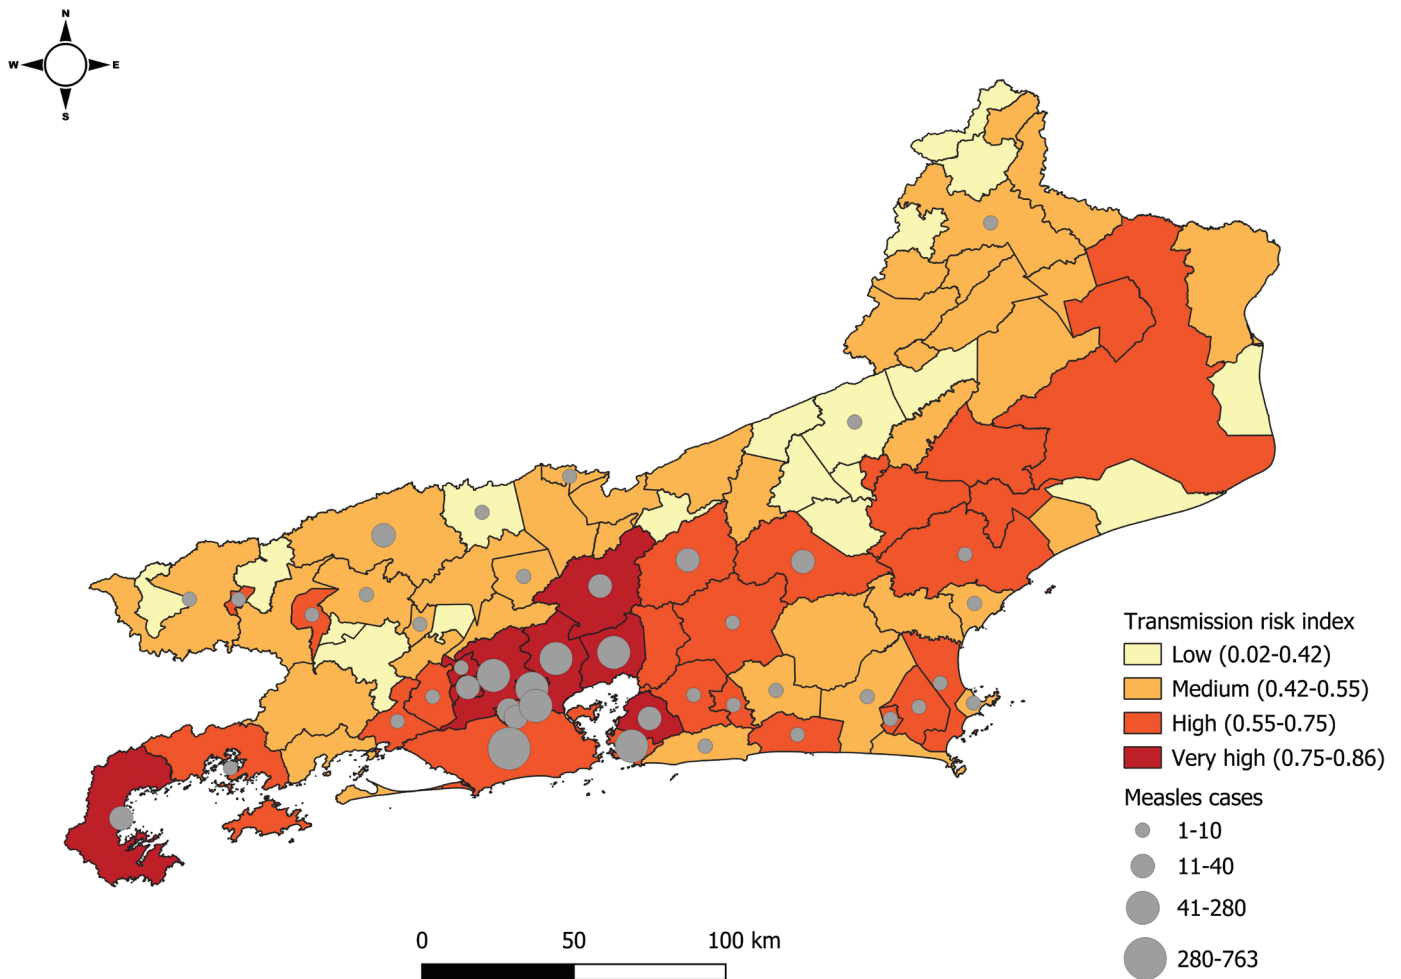 N
W E
S
Transmission risk index
Low (0.02-0.42)
Medium (0.42-0.55)
High (0.55-0.75)
Very high (0.75-0.86)
Measles cases
1-10
11-40
41-280
280-763
0 50 100 km